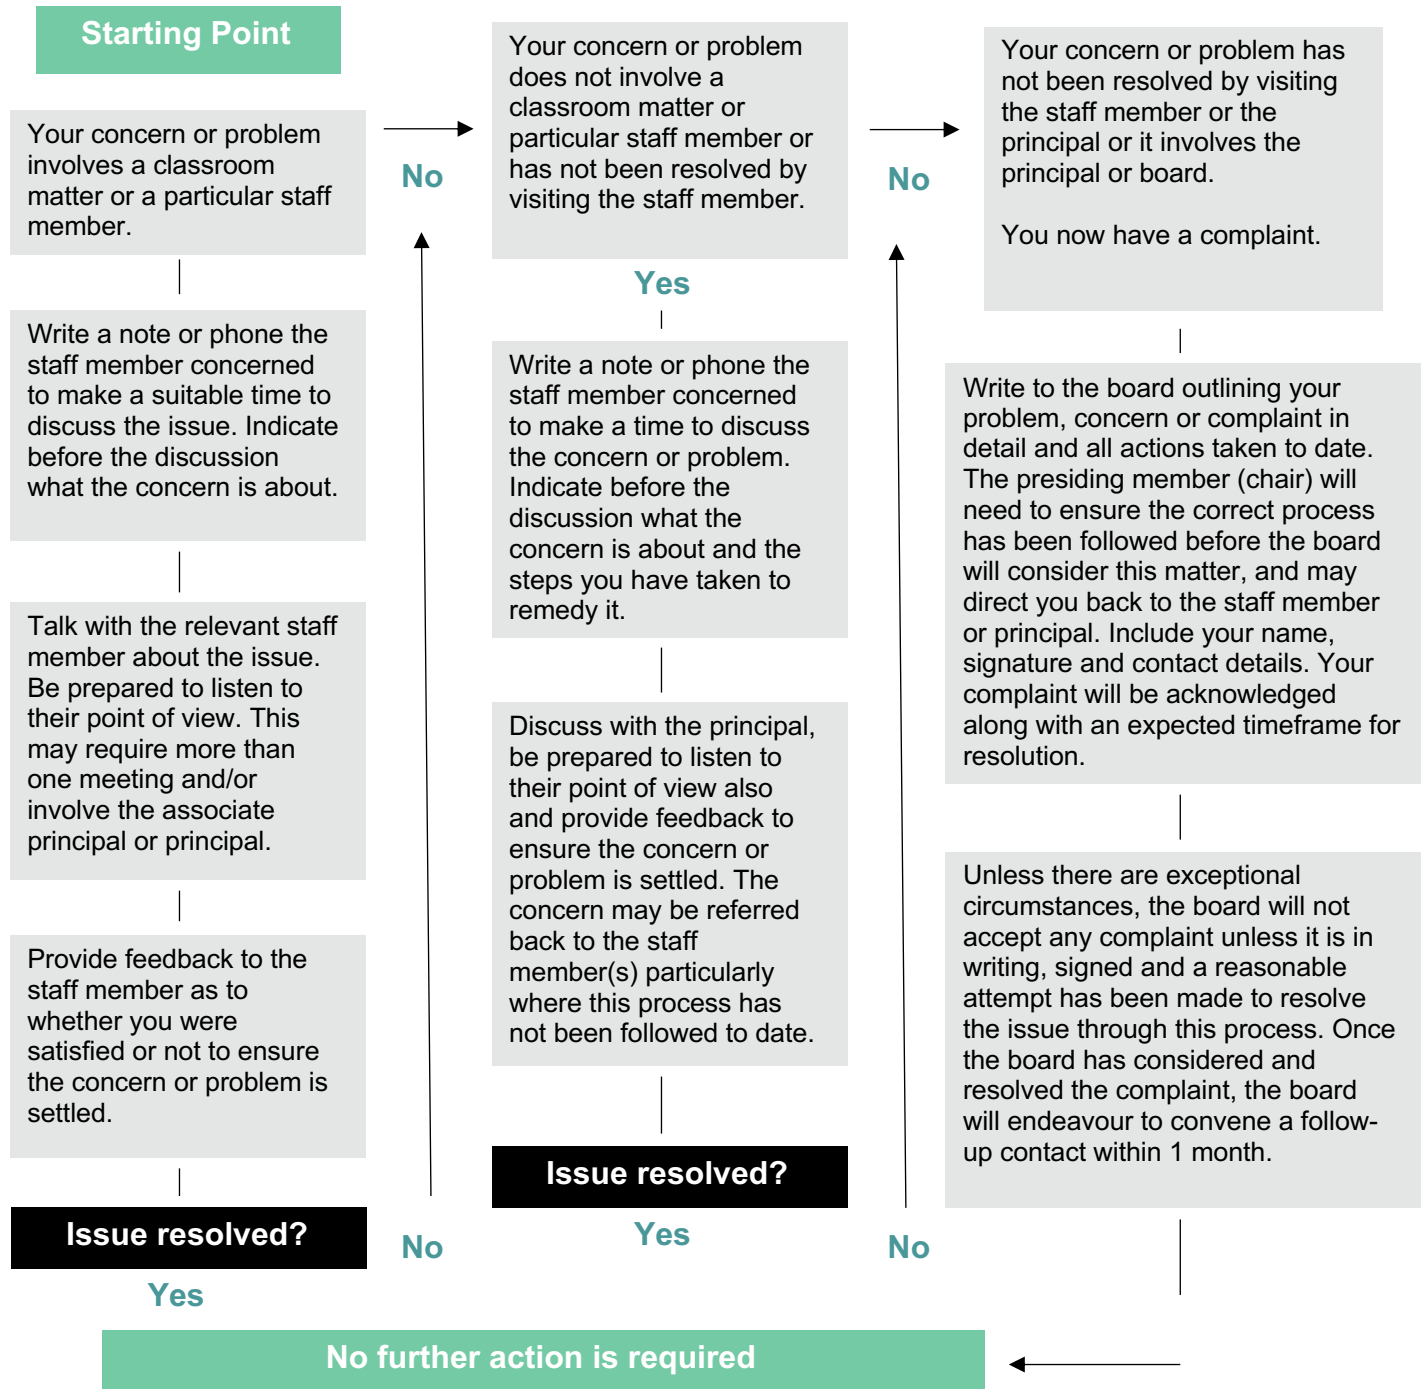 Starting Point
Your concern or problem
involves a classroom
matter or a particular staff
member.
Write a note or phone the
staff member concerned
to make a suitable time to
discuss the issue. Indicate
before the discussion
what the concern is about.
Talk with the relevant staff
member about the issue.
Be prepared to listen to
their point of view. This
may require more than
one meeting and/or
involve the associate
principal or principal.
Provide feedback to the
staff member as to
whether you were
satisfied or not to ensure
the concern or problem is
settled.
Issue resolved?
Yes
No
No
Your concern or problem
does not involve a
classroom matter or
particular staff member or
has not been resolved by
visiting the staff member.
Yes
Write a note or phone the
staff member concerned
to make a time to discuss
the concern or problem.
Indicate before the
discussion what the
concern is about and the
steps you have taken to
remedy it.
Discuss with the principal,
be prepared to listen to
their point of view also
and provide feedback to
ensure the concern or
problem is settled. The
concern may be referred
back to the staff
member(s) particularly
where this process has
not been followed to date.
Issue resolved?
Yes
No
No
Your concern or problem has
not been resolved by visiting
the staff member or the
principal or it involves the
principal or board.
You now have a complaint.
Write to the board outlining your
problem, concern or complaint in
detail and all actions taken to date.
The presiding member (chair) will
need to ensure the correct process
has been followed before the board
will consider this matter, and may
direct you back to the staff member
or principal. Include your name,
signature and contact details. Your
complaint will be acknowledged
along with an expected timeframe for
resolution.
Unless there are exceptional
circumstances, the board will not
accept any complaint unless it is in
writing, signed and a reasonable
attempt has been made to resolve
the issue through this process. Once
the board has considered and
resolved the complaint, the board
will endeavour to convene a follow-
up contact within 1 month.
No further action is required